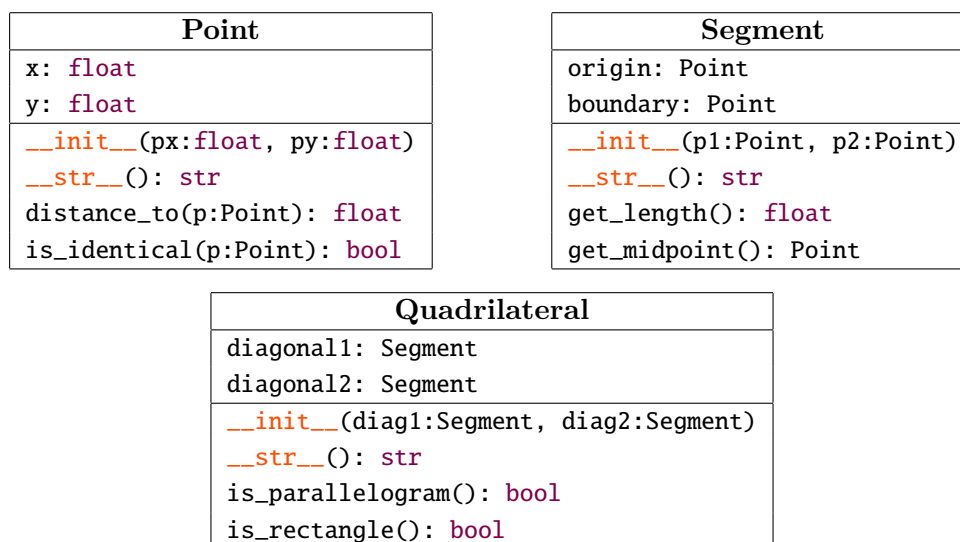 Point
x: float
y: float
__init__(px:float, py:float)
__str__(): str
distance_to(p:Point): float
is_identical(p:Point): bool
Segment
origin: Point
boundary: Point
__init__(p1:Point, p2:Point)
__str__(): str
get_length(): float
get_midpoint(): Point
Quadrilateral
diagonal1: Segment
diagonal2: Segment
__init__(diag1:Segment, diag2:Segment)
__str__(): str
is_parallelogram(): bool
is_rectangle(): bool